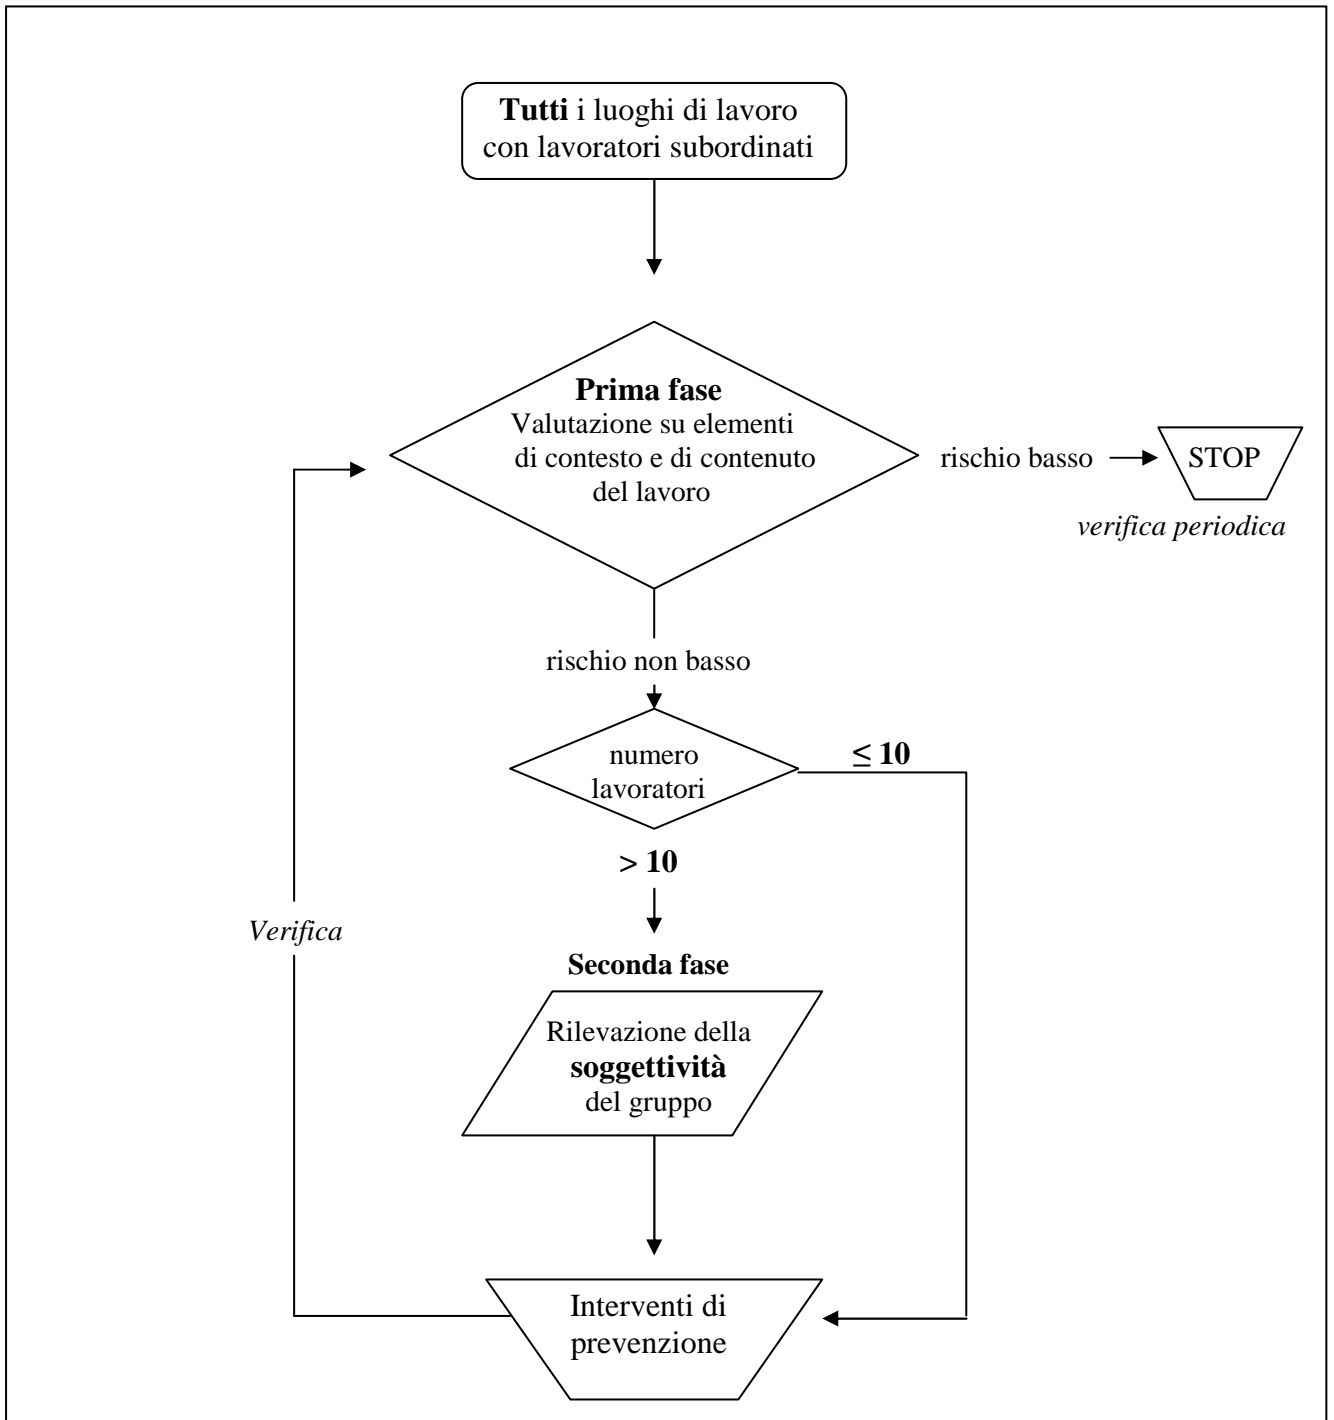 Tutti i luoghi di lavoro
con lavoratori subordinati
Prima fase
Valutazione su elementi
di contesto e di contenuto
del lavoro
rischio basso
STOP
verifica periodica
rischio non basso
numero
lavoratori
≤ 10
> 10
Verifica
Seconda fase
Rilevazione della
soggettività
del gruppo
Interventi di
prevenzione